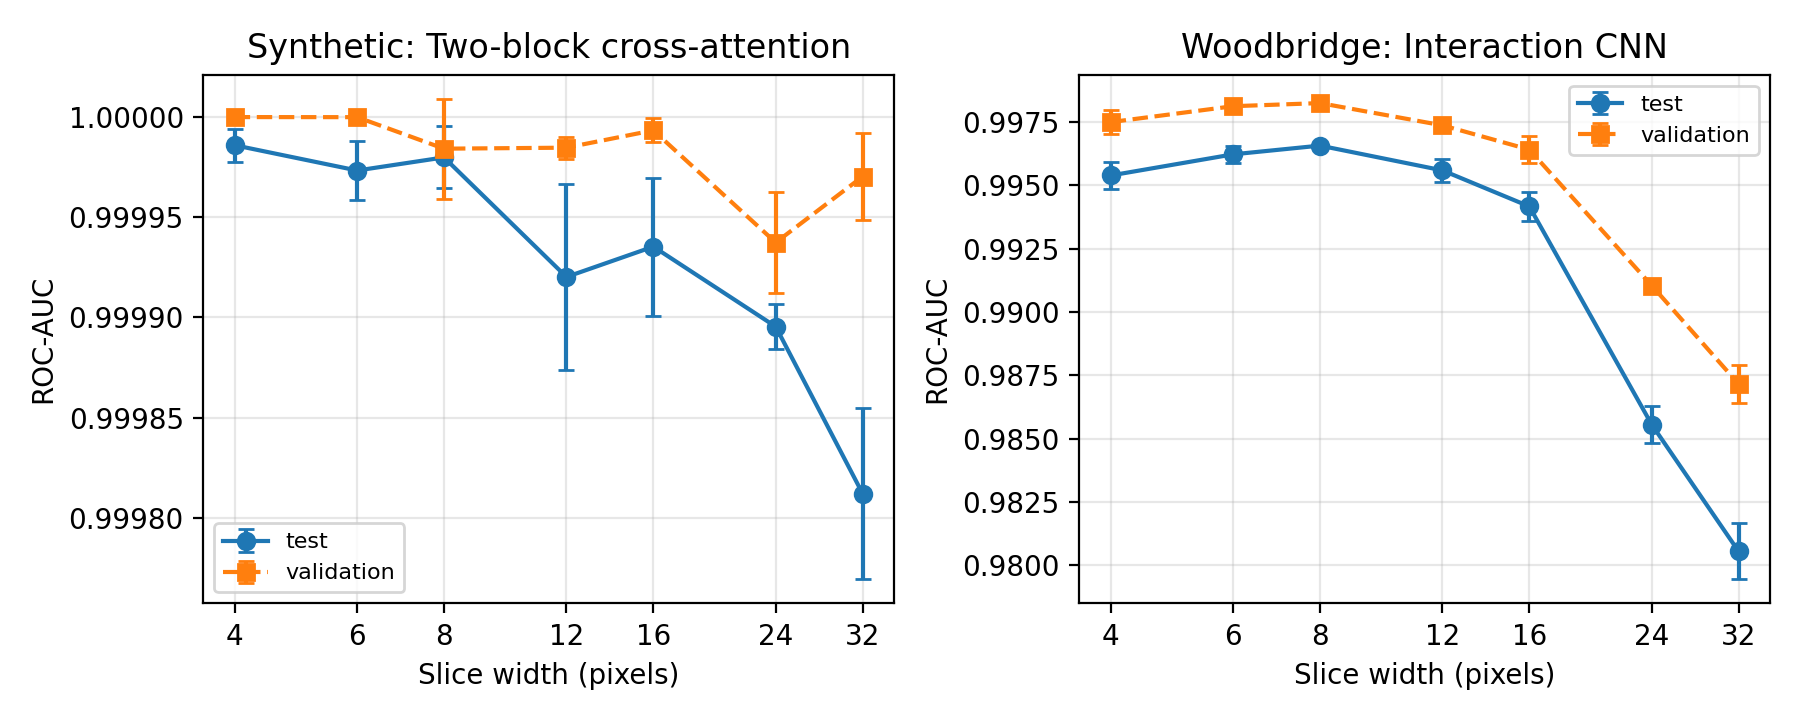 Synthetic: Two-block cross-attention
1.00000
0.99995
0.99990
0.99985
0.99980
ROC-AUC
test
validation
4 6 8 12 16 24 32
Slice width (pixels)
Woodbridge: Interaction CNN
0.9975
0.9950
0.9925
0.9900
0.9875
0.9850
0.9825
0.9800
ROC-AUC
test
validation
4 6 8 12 16 24 32
Slice width (pixels)